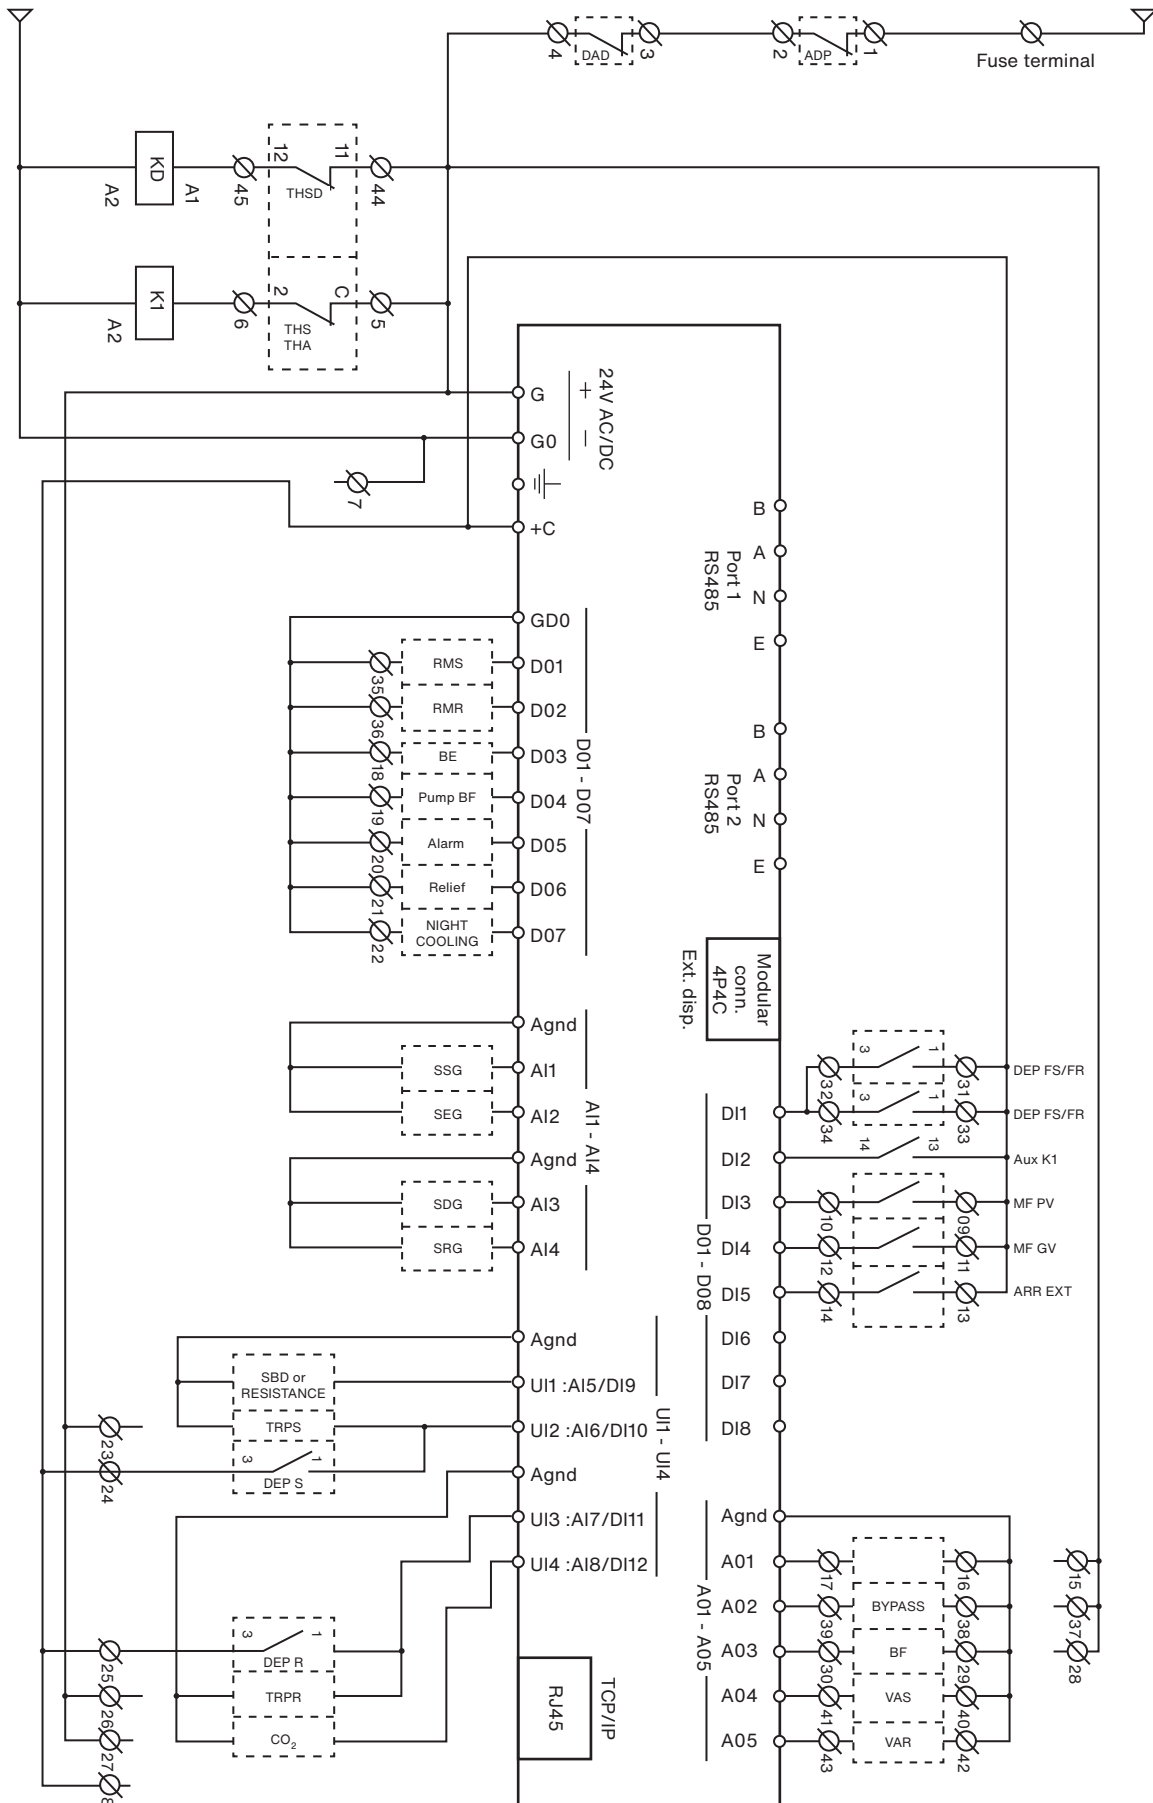 4
DAD
3
2
ADP
1
Fuse terminal
KD
A2
A1
45
12
11
THSD
44
K1
A2
6
2
C
THS
THA
5
G
G0
+
−
24V AC/DC
7
+C
B
A
N
E
Port 1
RS485
GD0
RMS
35
D01
RMR
36
D02
BE
18
D03
Pump BF
19
D04
Alarm
20
D05
Relief
21
D06
NIGHT
COOLING
22
D07
D01 - D07
B
A
N
E
Port 2
RS485
Modular
conn.
4P4C
Ext. disp.
Agnd
SSG
AI1
SEG
AI2
Agnd
SDG
AI3
SRG
AI4
AI1 - AI4
DI1
32
3
1
31
DEP FS/FR
34
3
1
33
DEP FS/FR
DI2
14
13
Aux K1
DI3
10
09
MF PV
DI4
12
11
MF GV
DI5
14
13
ARR EXT
DI6
DI7
DI8
D01 - D08
Agnd
SBD or
RESISTANCE
UI1 :AI5/DI9
TRPS
UI2 :AI6/DI10
23
24
3
1
DEP S
Agnd
UI3 :AI7/DI11
UI4 :AI8/DI12
UI1 - UI4
25
3
1
DEP R
26
TRPR
27
CO2
8
RJ45
TCP/IP
Agnd
A01
17
16
A02
39
BYPASS
38
A03
30
BF
29
A04
41
VAS
40
A05
43
VAR
42
A01 - A05
15
37
28